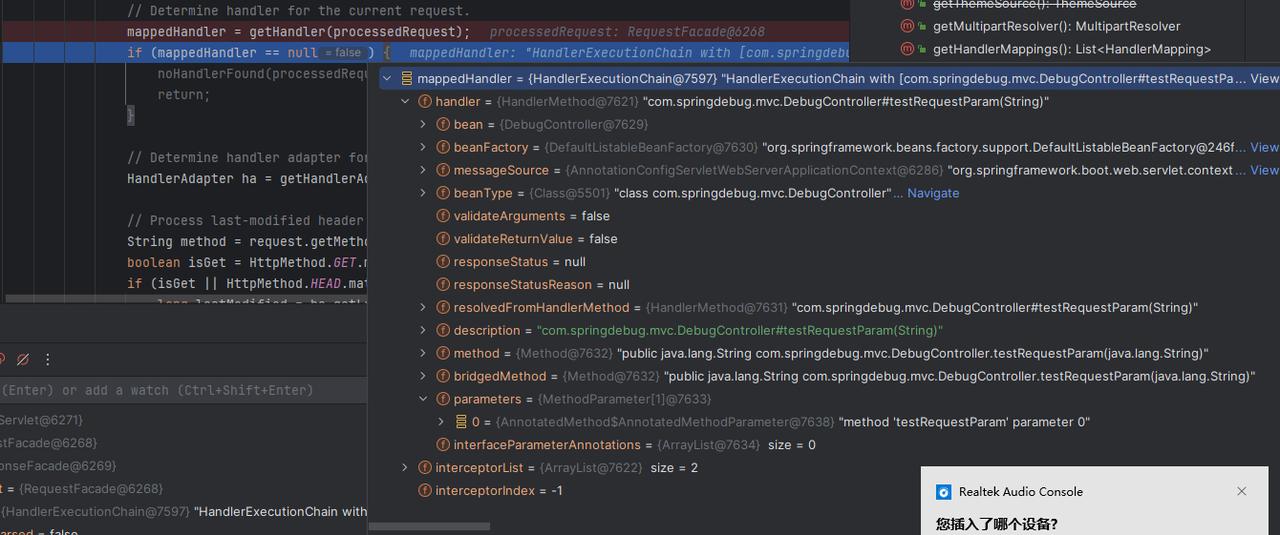 // Determine handler for the current request.
mappedHandler = getHandler(processedRequest);   processedRequest: RequestFacade@6268
if (mappedHandler == null = false ) {   mappedHandler: "HandlerExecutionChain with [com.springdebu
noHandlerFound(processedRequ
return;
}
// Determine handler adapter for
HandlerAdapter ha = getHandlerAd
// Process last-modified header
String method = request.getMetho
boolean isGet = HttpMethod.GET.m
if (isGet || HttpMethod.HEAD.mat
getThemeSource(): ThemeSource
getMultipartResolver(): MultipartResolver
getHandlerMappings(): List<HandlerMapping>
mappedHandler = {HandlerExecutionChain@7597} "HandlerExecutionChain with [com.springdebug.mvc.DebugController#testRequestPa... View
handler = {HandlerMethod@7621} "com.springdebug.mvc.DebugController#testRequestParam(String)"
bean = {DebugController@7629}
beanFactory = {DefaultListableBeanFactory@7630} "org.springframework.beans.factory.support.DefaultListableBeanFactory@246f... View
messageSource = {AnnotationConfigServletWebServerApplicationContext@6286} "org.springframework.boot.web.servlet.context... View
beanType = {Class@5501} "class com.springdebug.mvc.DebugController"... Navigate
validateArguments = false
validateReturnValue = false
responseStatus = null
responseStatusReason = null
resolvedFromHandlerMethod = {HandlerMethod@7631} "com.springdebug.mvc.DebugController#testRequestParam(String)"
description = "com.springdebug.mvc.DebugController#testRequestParam(String)"
method = {Method@7632} "public java.lang.String com.springdebug.mvc.DebugController.testRequestParam(java.lang.String)"
bridgedMethod = {Method@7632} "public java.lang.String com.springdebug.mvc.DebugController.testRequestParam(java.lang.String)"
parameters = {MethodParameter[1]@7633}
0 = {AnnotatedMethod$AnnotatedMethodParameter@7638} "method 'testRequestParam' parameter 0"
interfaceParameterAnnotations = {ArrayList@7634} size = 0
interceptorList = {ArrayList@7622} size = 2
interceptorIndex = -1
(Enter) or add a watch (Ctrl+Shift+Enter)
Servlet@6271}
stFacade@6268}
onseFacade@6269}
t = {RequestFacade@6268}
{HandlerExecutionChain@7597} "HandlerExecutionChain with
arsed = false
Realtek Audio Console
您插入了哪个设备?